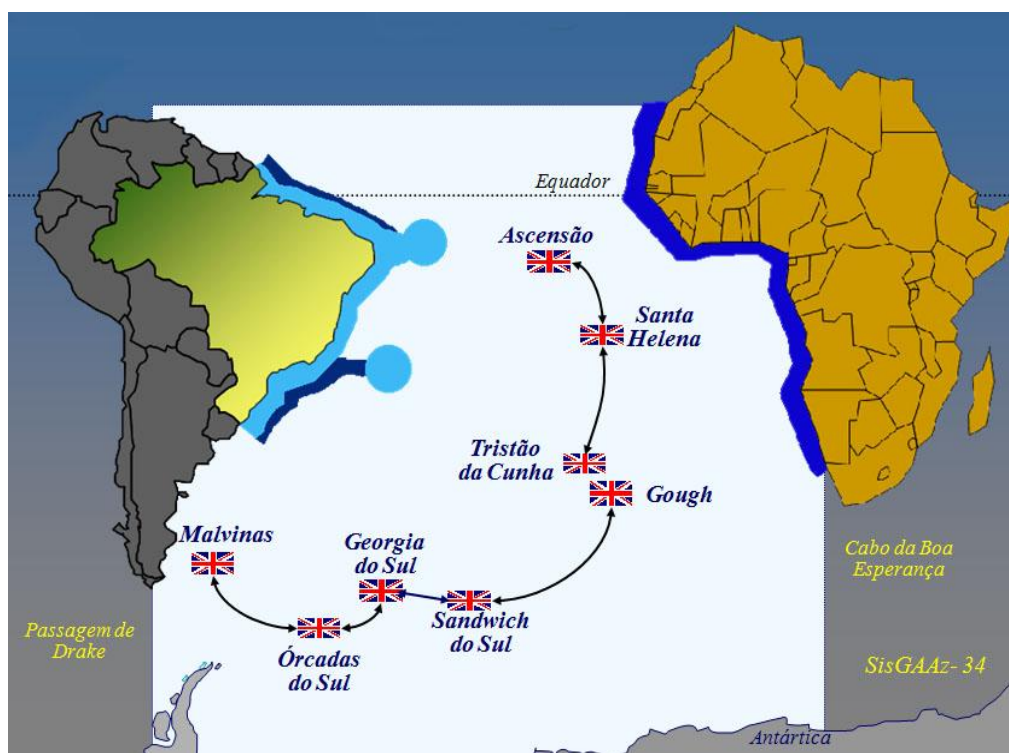 Equador
Ascensão
Santa
Helena
Tristão
da Cunha
Gough
Malvinas
Georgia
do Sul
Sandwich
do Sul
Órcadas
do Sul
Cabo da Boa
Esperança
Passagem de
Drake
SisGAAz- 34
Antártica